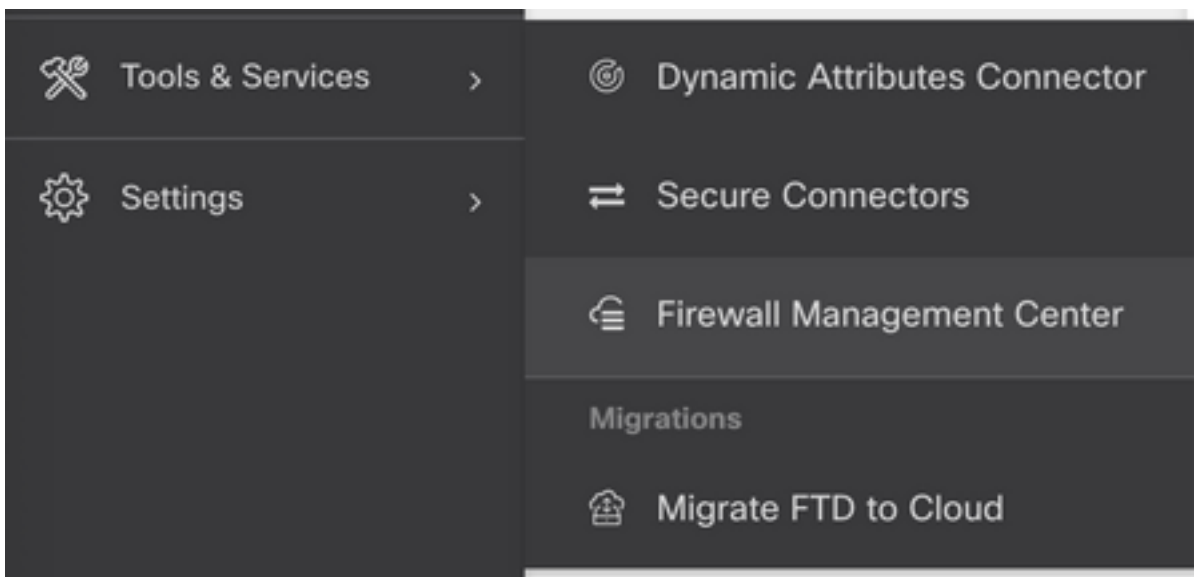 Tools & Services
Settings
Dynamic Attributes Connector
Secure Connectors
Firewall Management Center
Migrations
Migrate FTD to Cloud